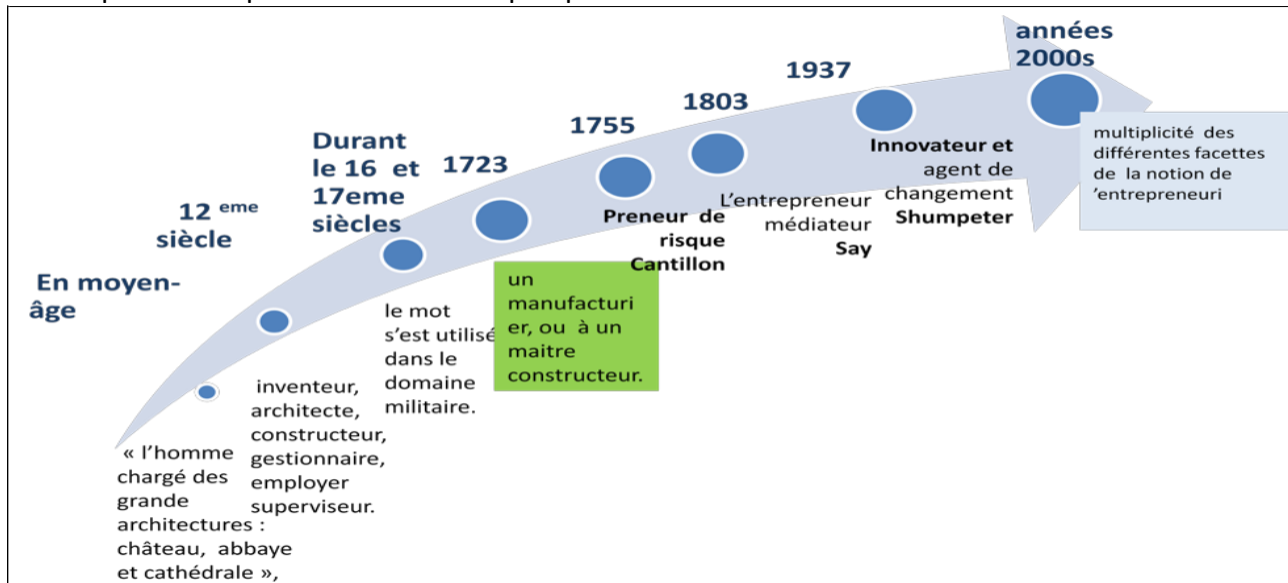 En moyen-
âge
« l'homme
chargé des
grande
architectures :
château, abbaye
et cathédrale »,
12 eme
siècle
inventeur,
architecte,
constructeur,
gestionnaire,
employer
superviseur.
Durant
le 16 et
17eme
siècles
le mot
s'est utilisé
dans le
domaine
militaire.
1723
un
manufacturi
er, ou à un
maitre
constructeur.
1755
Preneur de
risque
Cantillon
1803
L'entrepreneur
médiateur
Say
1937
Innovateur et
agent de
changement
Shumpeter
années
2000s
multiplicité des
différentes facettes
de la notion de
'entrepreneuri